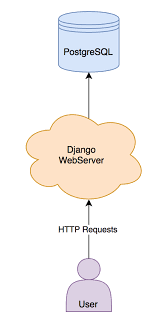 PostgreSQL
Django
WebServer
HTTP Requests
User